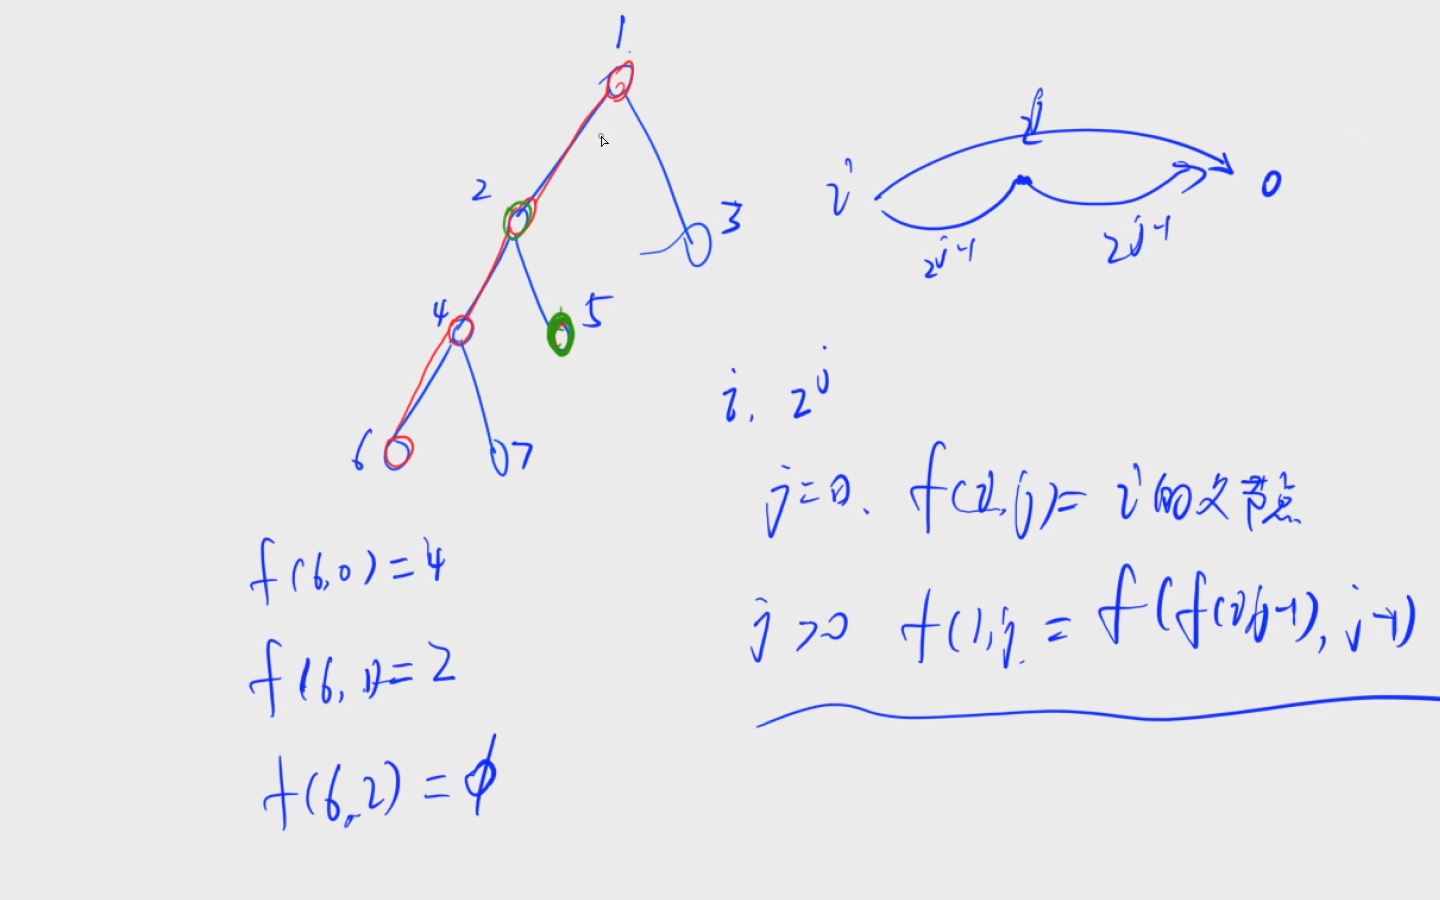 1
2
3
4
5
6
7
i
2^j
0
2^{j-1}
2^{j-1}
i, 2^j
j=0, f(i,j)= i的父节点
j>0 f(i,j = f(f(i,j-1), j-1)
f(6,0)=4
f(6,1)=2
f(6,2)=∅